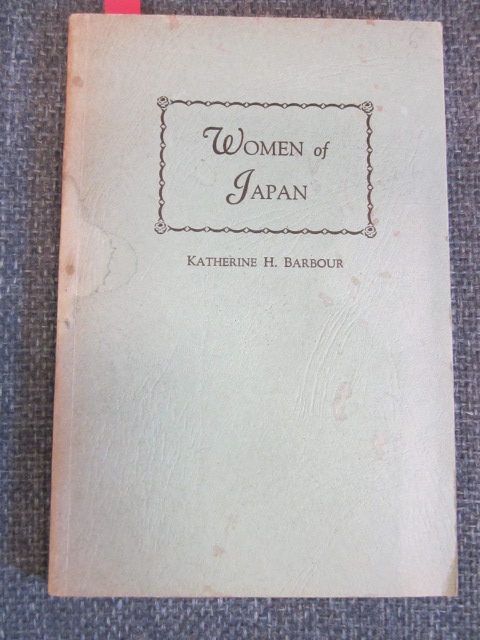 WOMEN of
JAPAN
KATHERINE H. BARBOUR